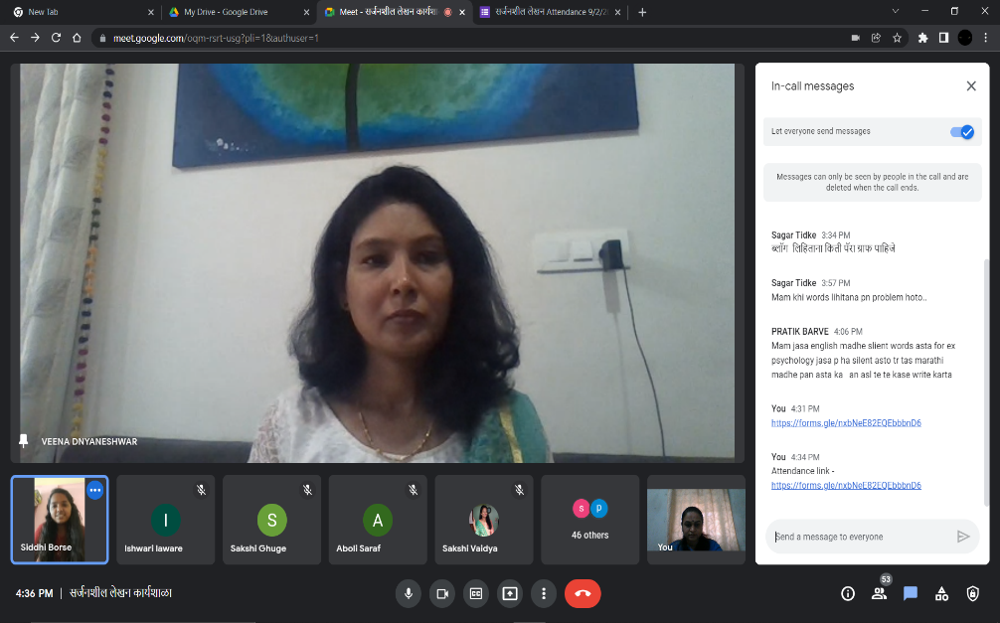 New Tab
My Drive - Google Drive
Meet - सर्जनशील लेखन कार्यशा
सर्जनशील लेखन Attendance 9/2/2
meet.google.com/oqm-rsrt-usg?pli=1&authuser=1
In-call messages
Let everyone send messages
Messages can only be seen by people in the call and are
deleted when the call ends.
Sagar Tidke 3:34 PM
ब्लॉग लिहिताना किती पॅरा ग्राफ पाहिजे
Sagar Tidke 3:57 PM
Mam khi words lihitana pn problem hoto..
PRATIK BARVE 4:06 PM
Mam jasa english madhe slient words asta for ex
psychology jasa p ha silent asto tr tas marathi
madhe pan asta ka an asl te te kase write karta
You 4:31 PM
https://forms.gle/nxbNeE82EQEbbbnD6
You 4:34 PM
Attendance link -
https://forms.gle/nxbNeE82EQEbbbnD6
Send a message to everyone
VEENA DNYANESHWAR
Siddhi Borse
I
Ishwari laware
S
Sakshi Ghuge
A
Aboli Saraf
Sakshi Vaidya
s p
46 others
You
4:36 PM | सर्जनशील लेखन कार्यशाळा
53